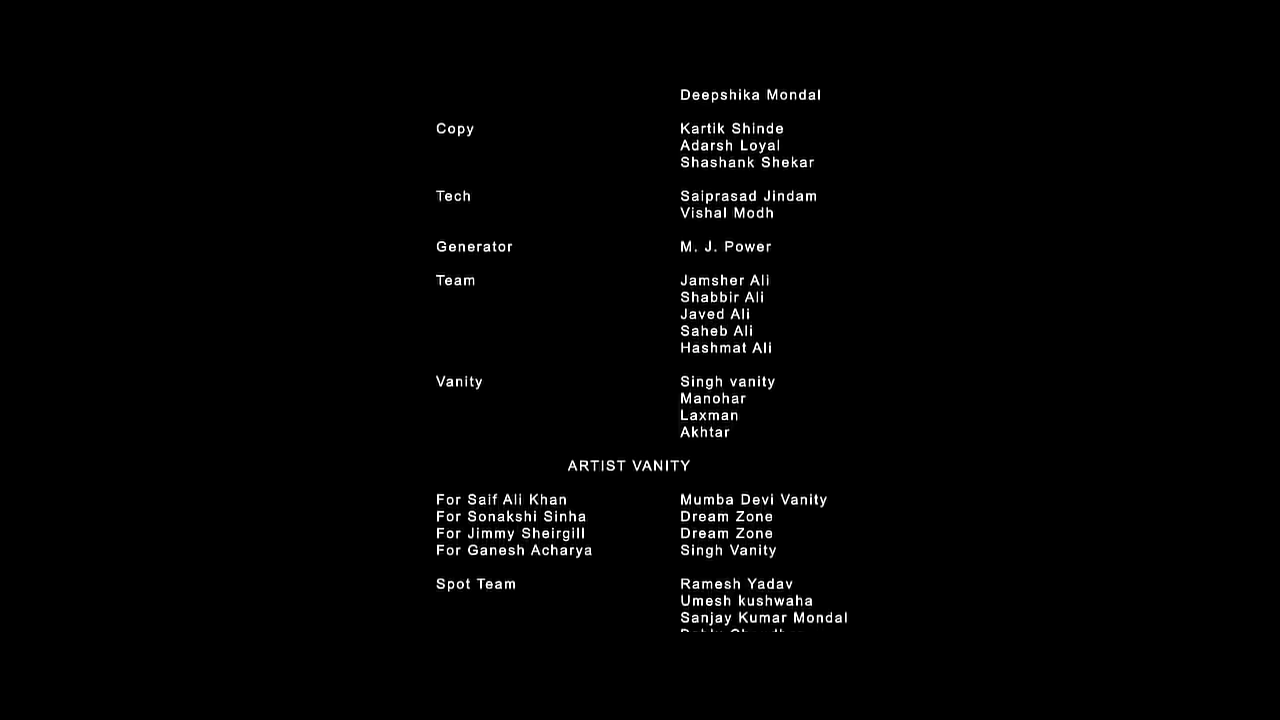 Deepshika Mondal
Copy Kartik Shinde
Adarsh Loyal
Shashank Shekar
Tech Saiprasad Jindam
Vishal Modh
Generator M. J. Power
Team Jamsher Ali
Shabbir Ali
Javed Ali
Saheb Ali
Hashmat Ali
Vanity Singh vanity
Manohar
Laxman
Akhtar
ARTIST VANITY
For Saif Ali Khan Mumba Devi Vanity
For Sonakshi Sinha Dream Zone
For Jimmy Sheirgill Dream Zone
For Ganesh Acharya Singh Vanity
Spot Team Ramesh Yadav
Umesh kushwaha
Sanjay Kumar Mondal